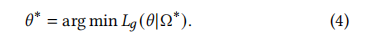 θ* = arg min L_g(θ|Ω*). (4)